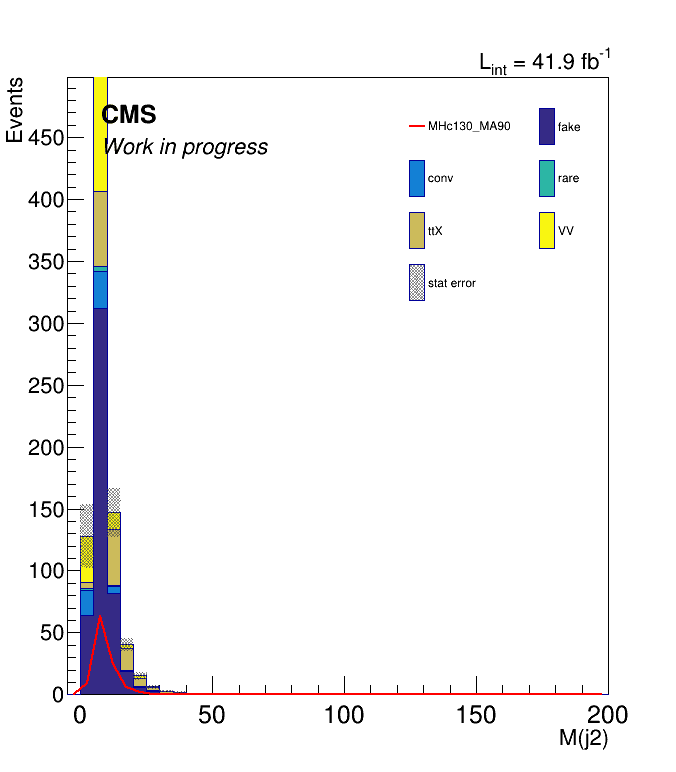 L_int = 41.9 fb^-1
Events
CMS
Work in progress
MHc130_MA90
fake
conv
rare
ttX
VV
stat error
450
400
350
300
250
200
150
100
50
0
0 50 100 150 200
M(j2)